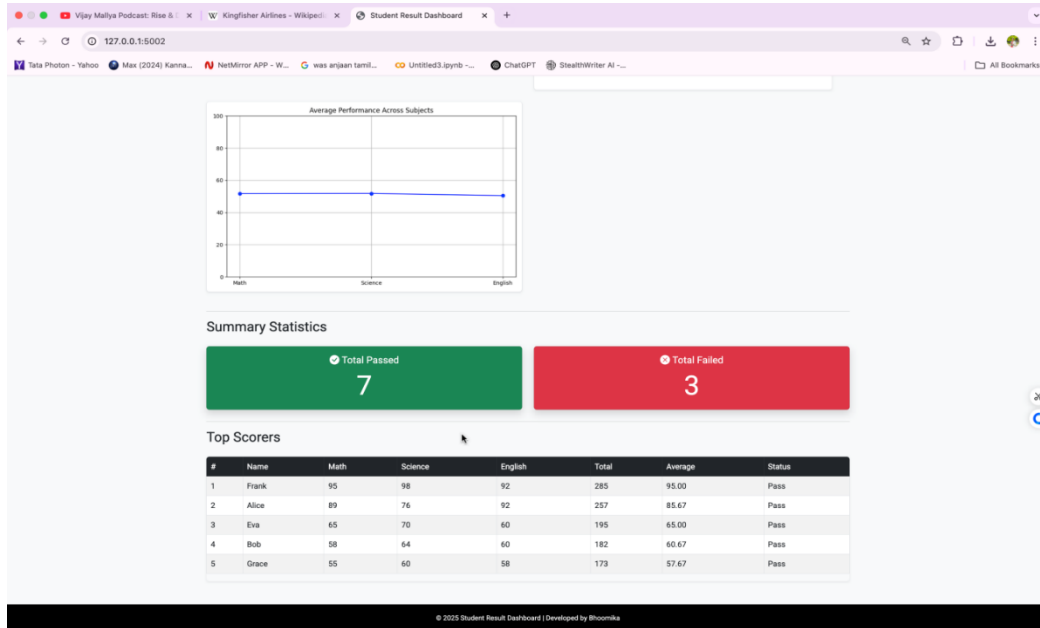 Vijay Mallya Podcast: Rise &
Kingfisher Airlines - Wikipedi
Student Result Dashboard
127.0.0.1:5002
Tata Photon - Yahoo
Max (2024) Kanna...
NetMirror APP - W...
was anjaan tamil...
Untitled3.ipynb -...
ChatGPT
StealthWriter AI -...
All Bookmarks
Average Performance Across Subjects
100
80
60
40
20
0
Math Science English
Summary Statistics
Total Passed
7
Total Failed
3
Top Scorers
# Name Math Science English Total Average Status
1 Frank 95 98 92 285 95.00 Pass
2 Alice 89 76 92 257 85.67 Pass
3 Eva 65 70 60 195 65.00 Pass
4 Bob 58 64 60 182 60.67 Pass
5 Grace 55 60 58 173 57.67 Pass
© 2025 Student Result Dashboard | Developed by Bhoomika